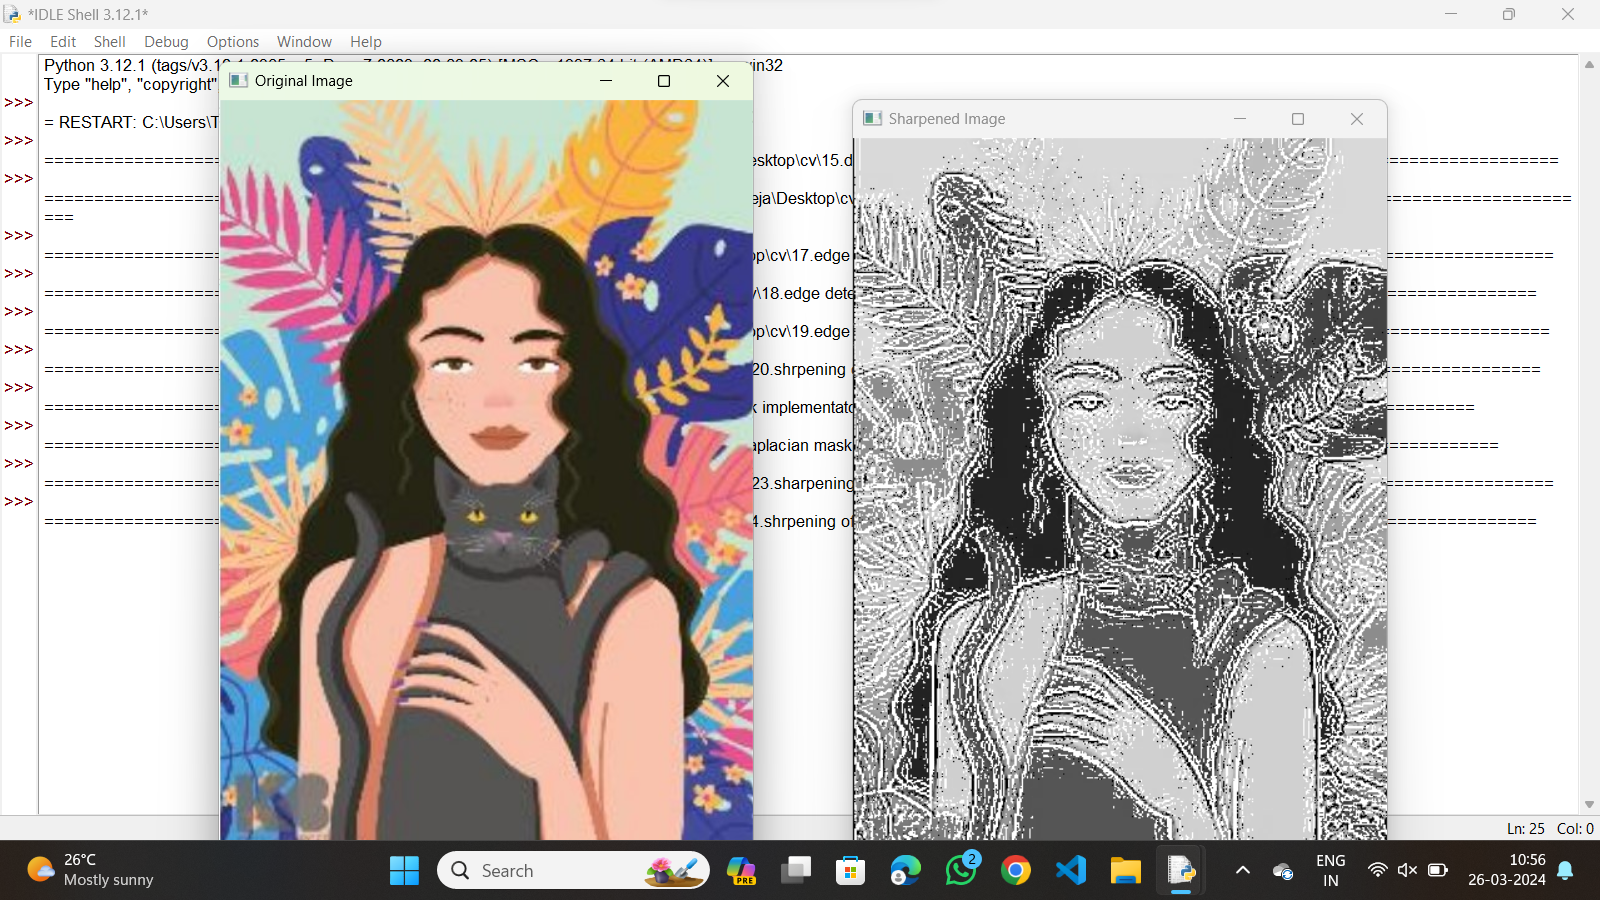 *IDLE Shell 3.12.1*
File Edit Shell Debug Options Window Help
Python 3.12.1 (tags/v3.
in32
Type "help", "copyright"
Original Image
Sharpened Image
>>>
= RESTART: C:\Users\T
>>>
==================== esktop\cv\15.d ===================
>>>
==================== eja\Desktop\cv ====================
===
>>>
==================== op\cv\17.edge ===================
>>>
==================== v\18.edge dete =================
>>>
==================== op\cv\19.edge ==================
>>>
==================== 20.shrpening =================
>>>
==================== k implementato ==========
>>>
==================== aplacian mask =============
>>>
==================== 23.sharpening ===================
>>>
==================== 4.shrpening of =================
KB
Ln: 25 Col: 0
26°C
Mostly sunny
Search
PRE
2
ENG
IN
10:56
26-03-2024